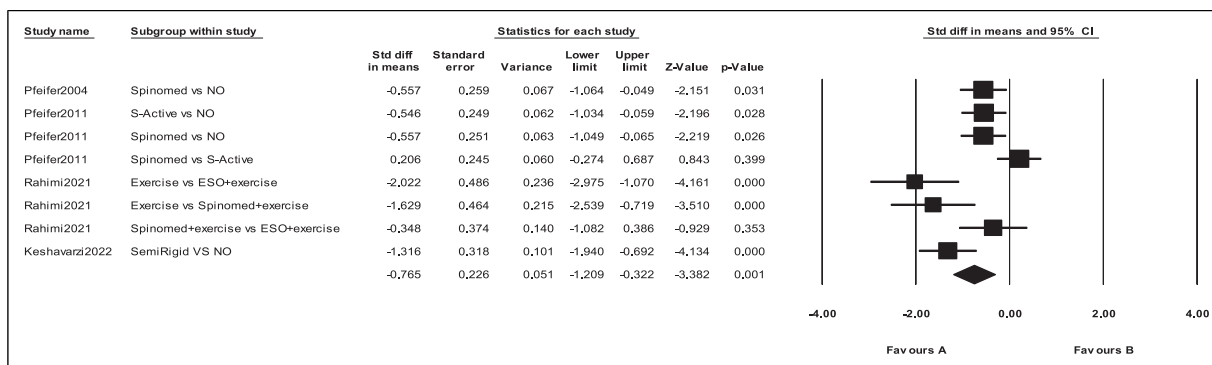 Study name Subgroup within study Statistics for each study Std diff in means and 95% CI
Std diff in means Standard error Variance Lower limit Upper limit Z-Value p-Value
Pfeifer2004 Spinomed vs NO -0.557 0.259 0.067 -1.064 -0.049 -2.151 0.031
Pfeifer2011 S-Active vs NO -0.546 0.249 0.062 -1.034 -0.059 -2.196 0.028
Pfeifer2011 Spinomed vs NO -0.557 0.251 0.063 -1.049 -0.065 -2.219 0.026
Pfeifer2011 Spinomed vs S-Active 0.206 0.245 0.060 -0.274 0.687 0.843 0.399
Rahimi2021 Exercise vs ESO+exercise -2.022 0.486 0.236 -2.975 -1.070 -4.161 0.000
Rahimi2021 Exercise vs Spinomed+exercise -1.629 0.464 0.215 -2.539 -0.719 -3.510 0.000
Rahimi2021 Spinomed+exercise vs ESO+exercise -0.348 0.374 0.140 -1.082 0.386 -0.929 0.353
Keshavarzi2022 SemiRigid VS NO -1.316 0.318 0.101 -1.940 -0.692 -4.134 0.000
-0.765 0.226 0.051 -1.209 -0.322 -3.382 0.001
-4.00 -2.00 0.00 2.00 4.00
Favours A Favours B